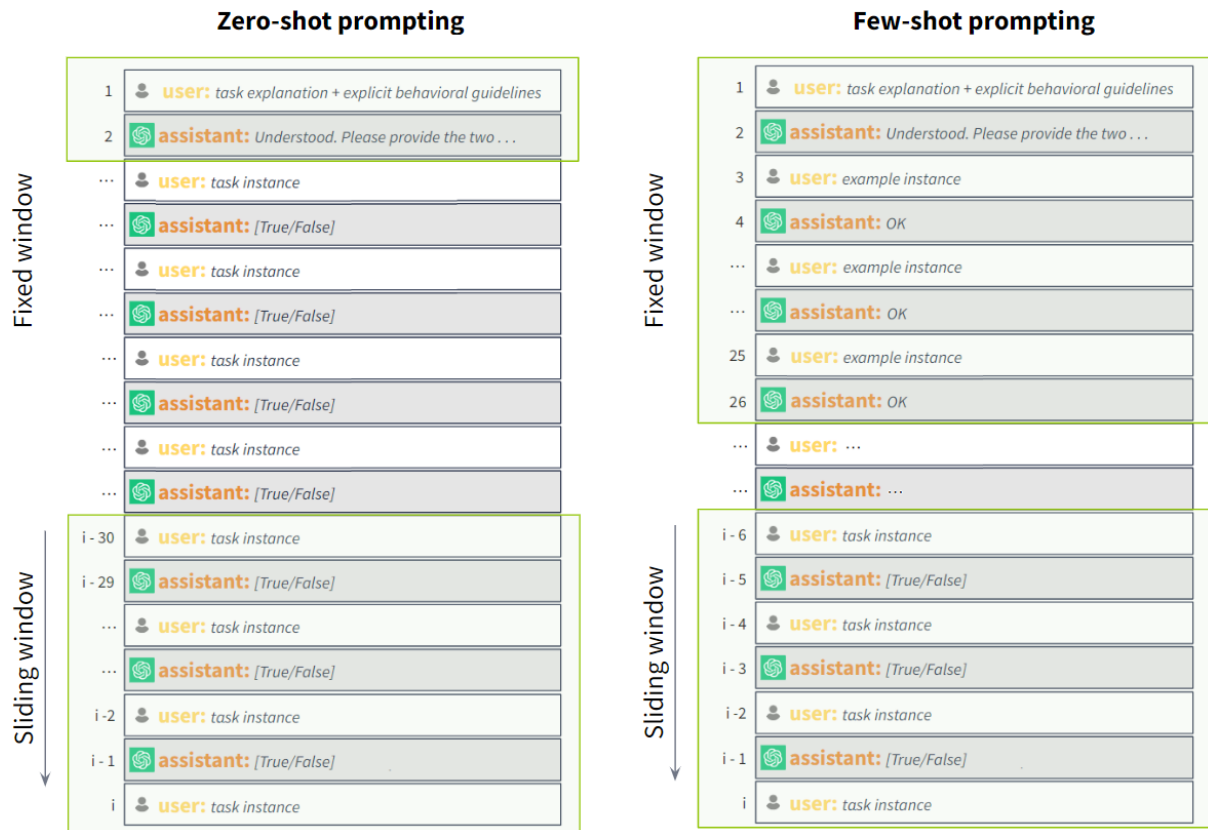 Zero-shot prompting
Fixed window
Sliding window
1 user: task explanation + explicit behavioral guidelines
2 assistant: Understood. Please provide the two . . .
... user: task instance
... assistant: [True/False]
... user: task instance
... assistant: [True/False]
... user: task instance
... assistant: [True/False]
... user: task instance
... assistant: [True/False]
i - 30 user: task instance
i - 29 assistant: [True/False]
... user: task instance
... assistant: [True/False]
i -2 user: task instance
i - 1 assistant: [True/False]
i user: task instance
Few-shot prompting
Fixed window
Sliding window
1 user: task explanation + explicit behavioral guidelines
2 assistant: Understood. Please provide the two . . .
3 user: example instance
4 assistant: OK
... user: example instance
... assistant: OK
25 user: example instance
26 assistant: OK
... user: ...
... assistant: ...
i - 6 user: task instance
i - 5 assistant: [True/False]
i - 4 user: task instance
i - 3 assistant: [True/False]
i -2 user: task instance
i - 1 assistant: [True/False]
i user: task instance